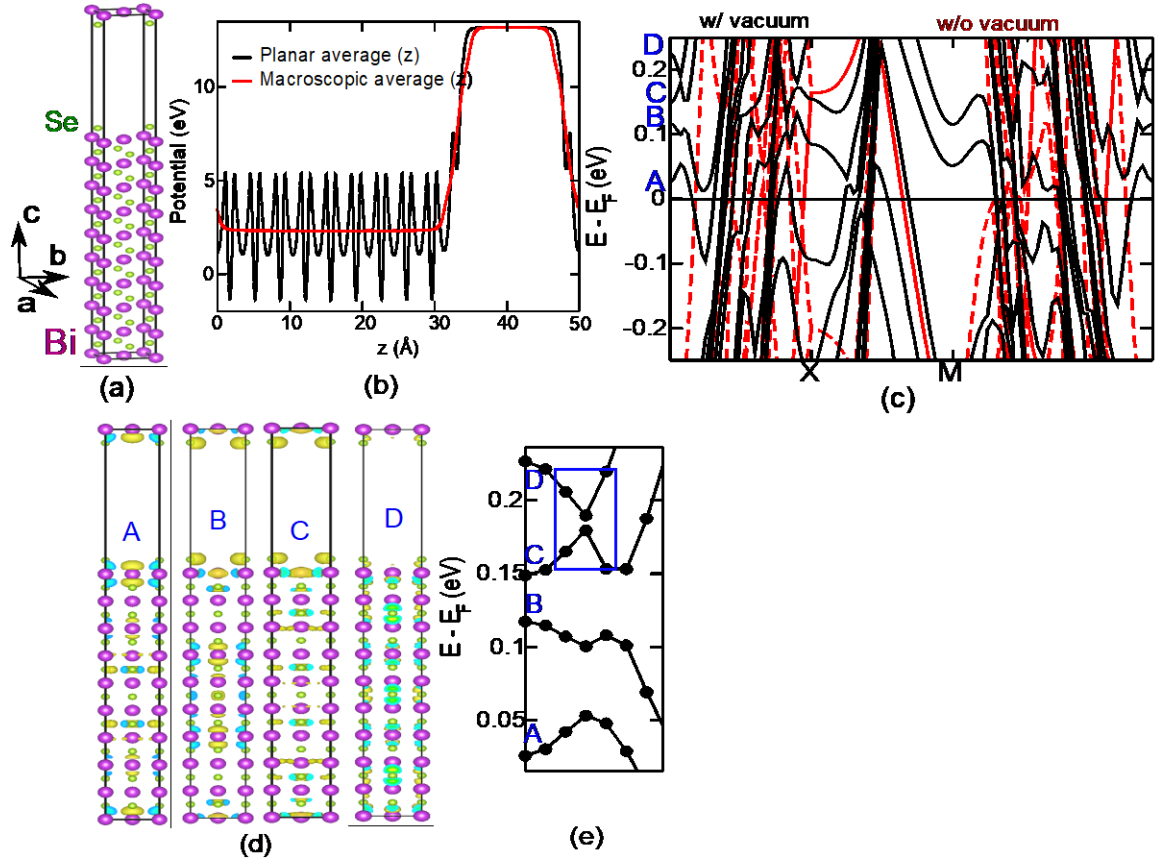 Se
c
b
a
Bi
(a)
Potential (eV)
10
5
0
Planar average (z)
Macroscopic average (z)
0 10 20 30 40 50
z (Å)
(b)
w/ vacuum w/o vacuum
E - EF (eV)
D
C
B
A
0.2
0.1
0
-0.1
-0.2
X M
(c)
A B C D
(d)
E - EF (eV)
0.2
0.15
0.1
0.05
D
C
B
A
(e)